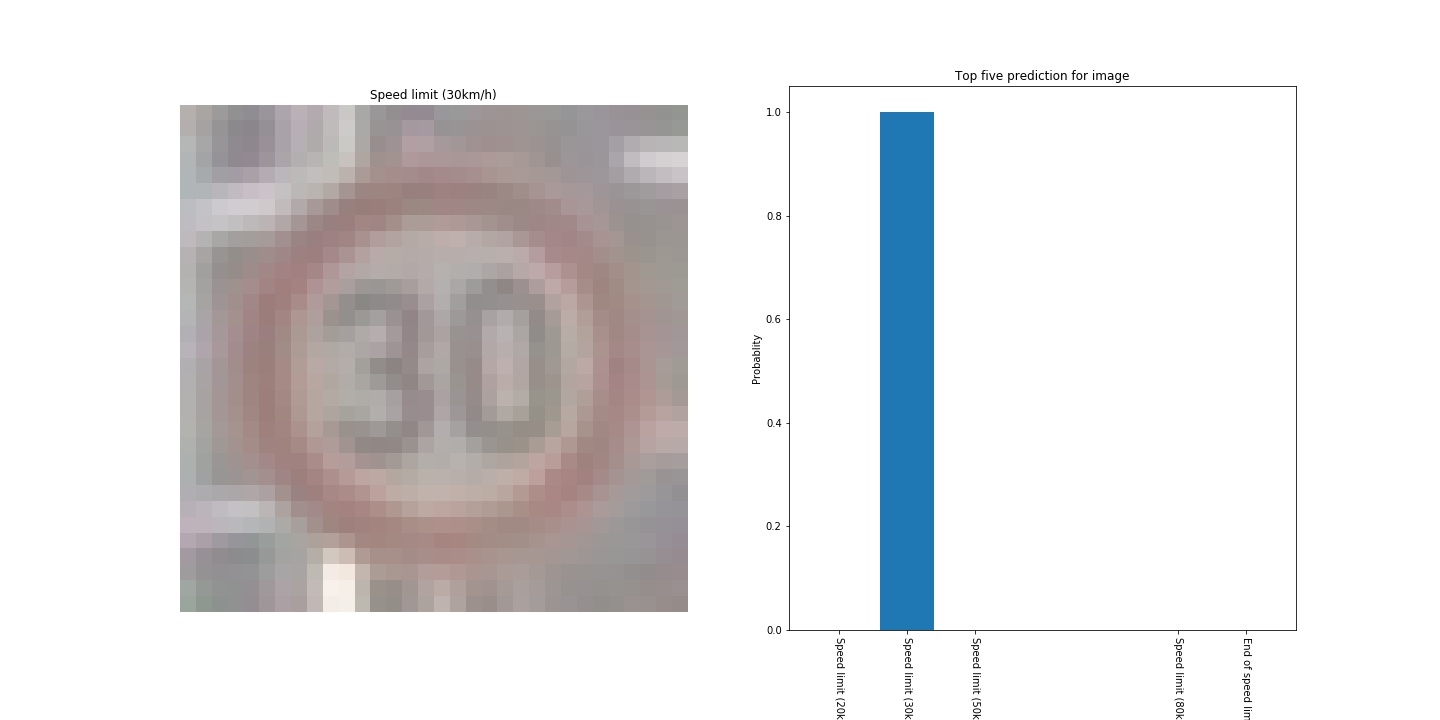 Speed limit (30km/h)
30
Top five prediction for image
Probablity
1.0
0.8
0.6
0.4
0.2
0.0
Speed limit (20k
Speed limit (30k
Speed limit (50k
Speed limit (80k
End of speed lim